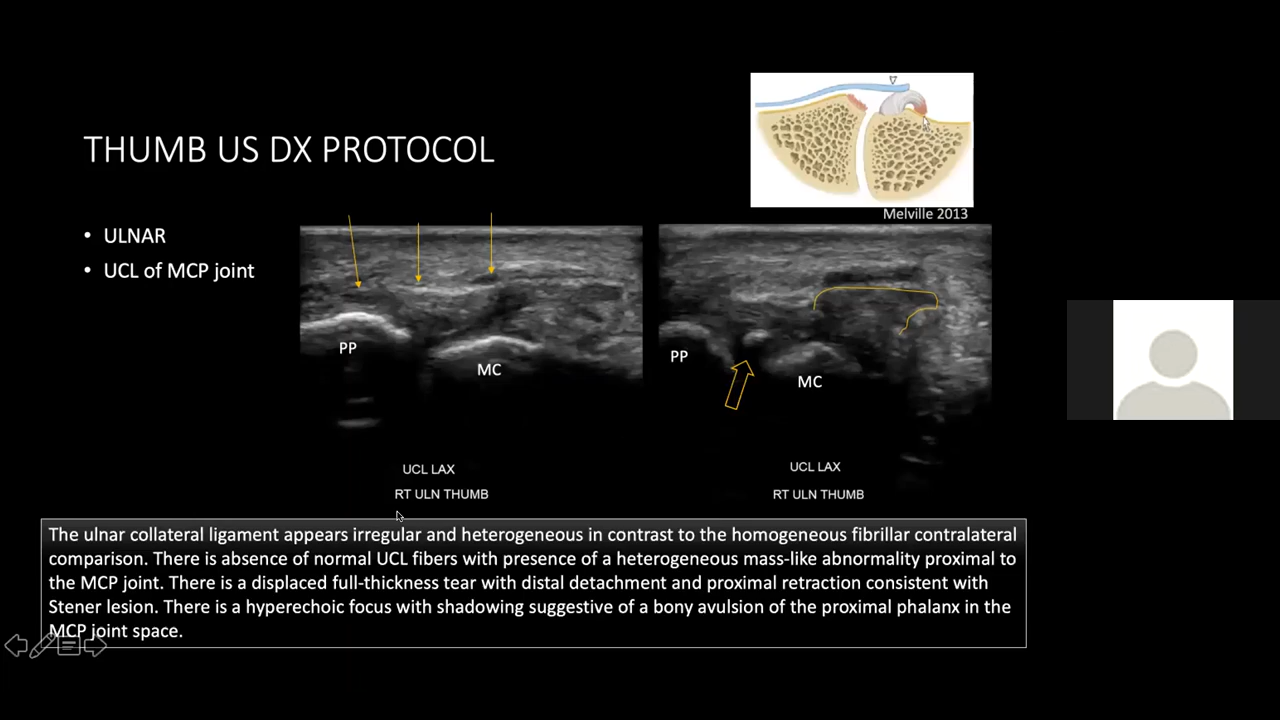 THUMB US DX PROTOCOL
Melville 2013
• ULNAR
• UCL of MCP joint
PP
MC
PP
MC
UCL LAX
RT ULN THUMB
UCL LAX
RT ULN THUMB
The ulnar collateral ligament appears irregular and heterogeneous in contrast to the homogeneous fibrillar contralateral
comparison. There is absence of normal UCL fibers with presence of a heterogeneous mass-like abnormality proximal to
the MCP joint. There is a displaced full-thickness tear with distal detachment and proximal retraction consistent with
Stener lesion. There is a hyperechoic focus with shadowing suggestive of a bony avulsion of the proximal phalanx in the
MCP joint space.